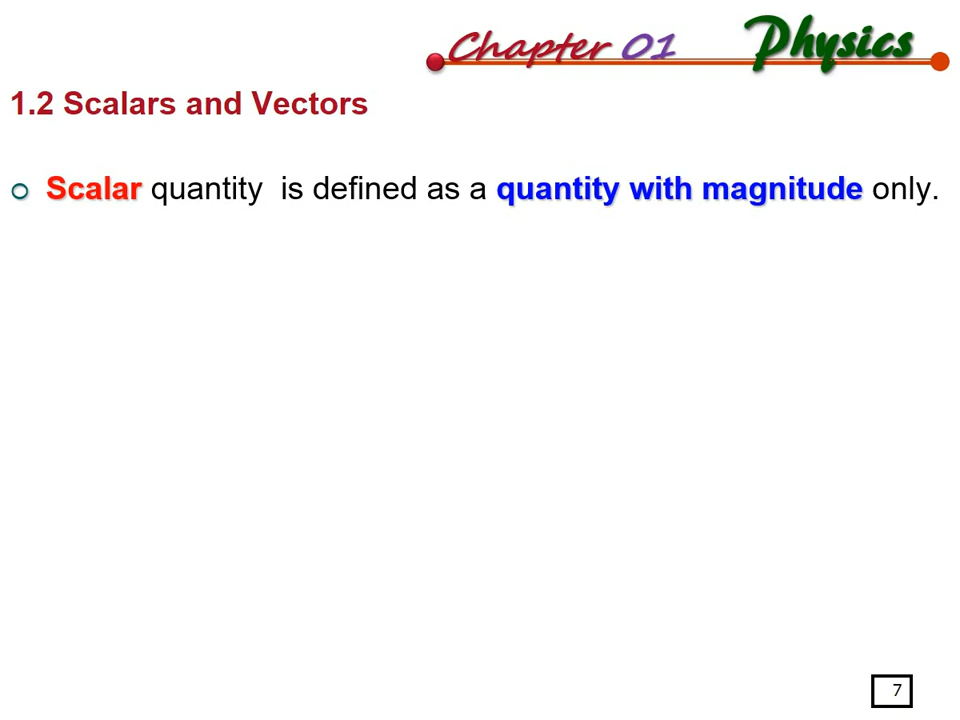 Chapter 01 Physics
1.2 Scalars and Vectors
Scalar quantity is defined as a quantity with magnitude only.
7